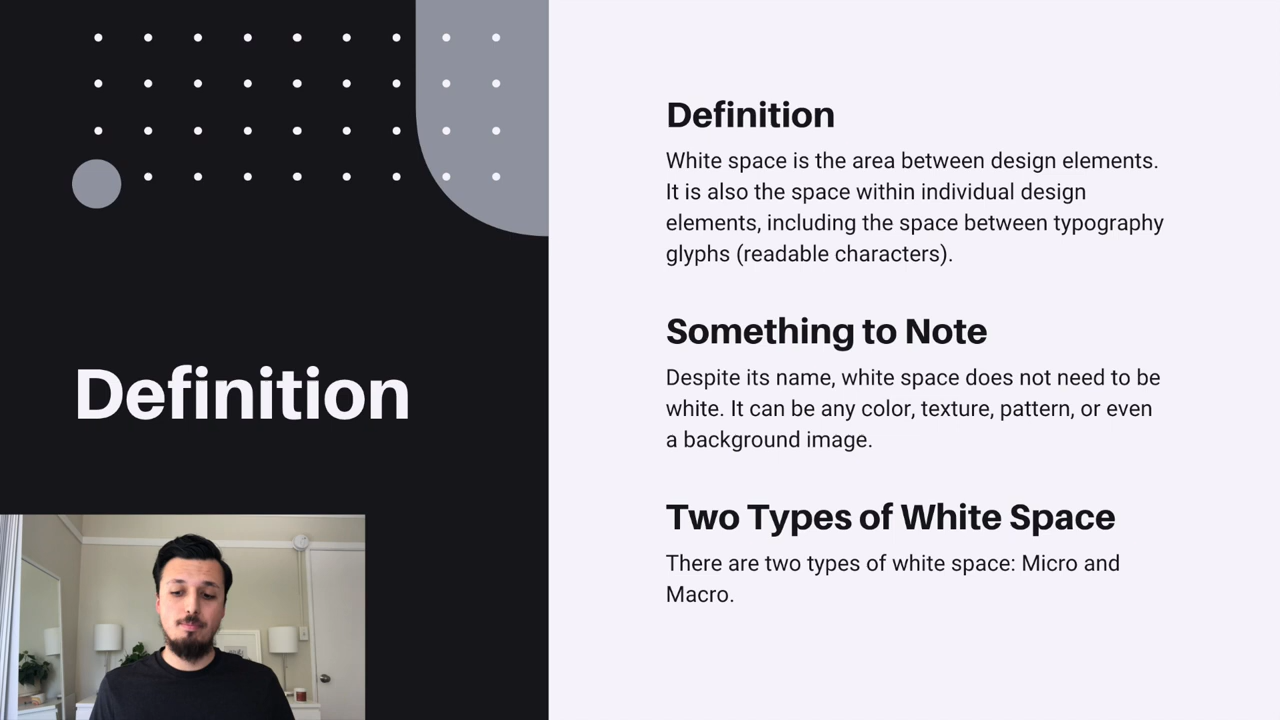 Definition
Definition
White space is the area between design elements.
It is also the space within individual design
elements, including the space between typography
glyphs (readable characters).
Something to Note
Despite its name, white space does not need to be
white. It can be any color, texture, pattern, or even
a background image.
Two Types of White Space
There are two types of white space: Micro and
Macro.